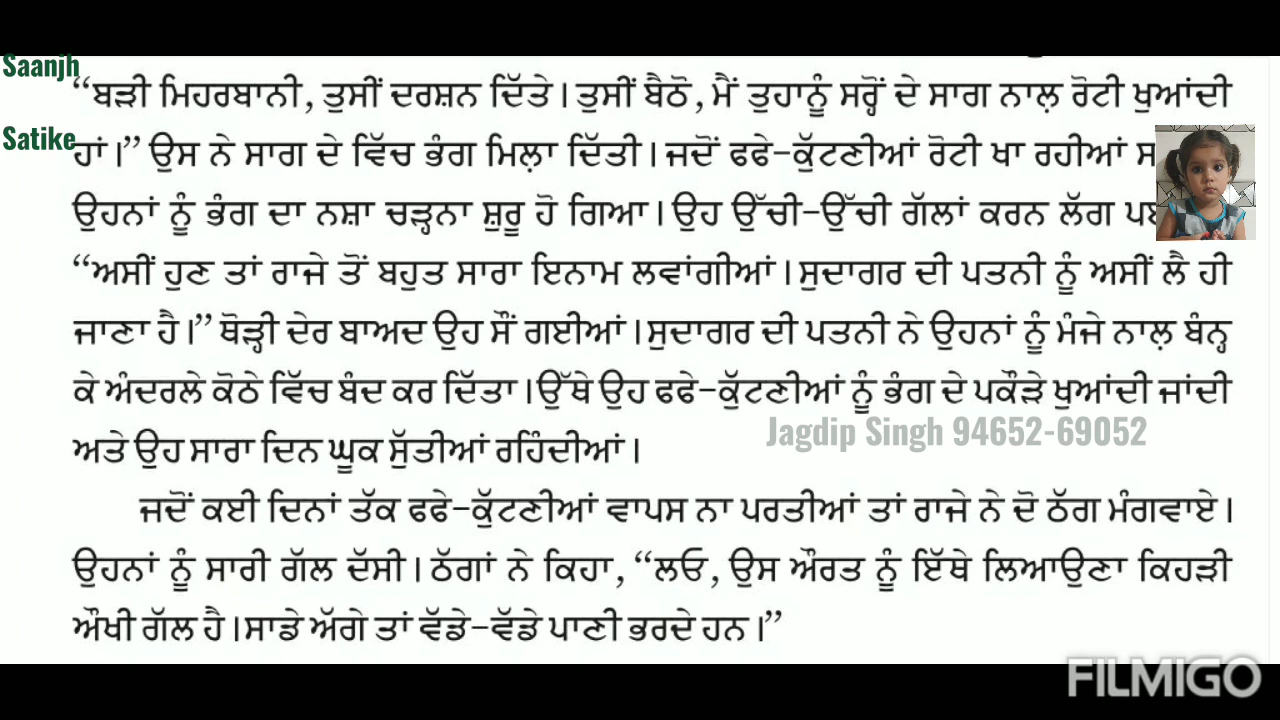 Saanjh
“ਬੜੀ ਮਿਹਰਬਾਨੀ, ਤੁਸੀਂ ਦਰਸ਼ਨ ਦਿੱਤੇ। ਤੁਸੀਂ ਬੈਠੋ, ਮੈਂ ਤੁਹਾਨੂੰ ਸਰ੍ਹੋਂ ਦੇ ਸਾਗ ਨਾਲ਼ ਰੋਟੀ ਖੁਆਂਦੀ
Satike
ਹਾਂ।” ਉਸ ਨੇ ਸਾਗ ਦੇ ਵਿੱਚ ਭੰਗ ਮਿਲ਼ਾ ਦਿੱਤੀ। ਜਦੋਂ ਫਫੇ-ਕੁੱਟਣੀਆਂ ਰੋਟੀ ਖਾ ਰਹੀਆਂ
ਉਹਨਾਂ ਨੂੰ ਭੰਗ ਦਾ ਨਸ਼ਾ ਚੜ੍ਹਨਾ ਸ਼ੁਰੂ ਹੋ ਗਿਆ। ਉਹ ਉੱਚੀ-ਉੱਚੀ ਗੱਲਾਂ ਕਰਨ ਲੱਗ
“ਅਸੀਂ ਹੁਣ ਤਾਂ ਰਾਜੇ ਤੋਂ ਬਹੁਤ ਸਾਰਾ ਇਨਾਮ ਲਵਾਂਗੀਆਂ। ਸੁਦਾਗਰ ਦੀ ਪਤਨੀ ਨੂੰ ਅਸੀਂ ਲੈ ਹੀ
ਜਾਣਾ ਹੈ।” ਥੋੜ੍ਹੀ ਦੇਰ ਬਾਅਦ ਉਹ ਸੌਂ ਗਈਆਂ। ਸੁਦਾਗਰ ਦੀ ਪਤਨੀ ਨੇ ਉਹਨਾਂ ਨੂੰ ਮੰਜੇ ਨਾਲ਼ ਬੰਨ੍ਹ
ਕੇ ਅੰਦਰਲੇ ਕੋਠੇ ਵਿੱਚ ਬੰਦ ਕਰ ਦਿੱਤਾ। ਉੱਥੇ ਉਹ ਫਫੇ-ਕੁੱਟਣੀਆਂ ਨੂੰ ਭੰਗ ਦੇ ਪਕੌੜੇ ਖੁਆਂਦੀ ਜਾਂਦੀ
Jagdip Singh 94652-69052
ਅਤੇ ਉਹ ਸਾਰਾ ਦਿਨ ਘੂਕ ਸੁੱਤੀਆਂ ਰਹਿੰਦੀਆਂ।
ਜਦੋਂ ਕਈ ਦਿਨਾਂ ਤੱਕ ਫਫੇ-ਕੁੱਟਣੀਆਂ ਵਾਪਸ ਨਾ ਪਰਤੀਆਂ ਤਾਂ ਰਾਜੇ ਨੇ ਦੋ ਠੱਗ ਮੰਗਵਾਏ।
ਉਹਨਾਂ ਨੂੰ ਸਾਰੀ ਗੱਲ ਦੱਸੀ। ਠੱਗਾਂ ਨੇ ਕਿਹਾ, “ਲਓ, ਉਸ ਔਰਤ ਨੂੰ ਇੱਥੇ ਲਿਆਉਣਾ ਕਿਹੜੀ
ਔਖੀ ਗੱਲ ਹੈ। ਸਾਡੇ ਅੱਗੇ ਤਾਂ ਵੱਡੇ-ਵੱਡੇ ਪਾਣੀ ਭਰਦੇ ਹਨ।”
FILMIGO